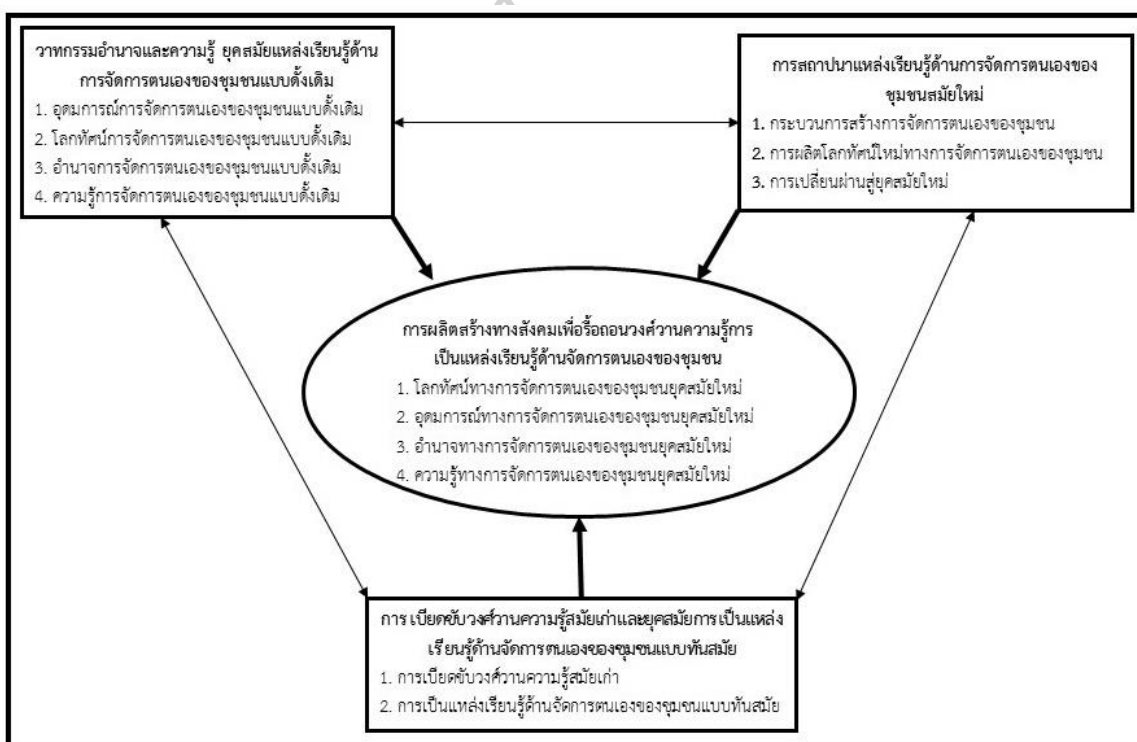 วาทกรรมอำนาจและความรู้ ยุคสมัยแหล่งเรียนรู้ด้าน
การจัดการตนเองของชุมชนแบบดั้งเดิม
1. อุดมการณ์การจัดการตนเองของชุมชนแบบดั้งเดิม
2. โลกทัศน์การจัดการตนเองของชุมชนแบบดั้งเดิม
3. อำนาจการจัดการตนเองของชุมชนแบบดั้งเดิม
4. ความรู้การจัดการตนเองของชุมชนแบบดั้งเดิม
การสถาปนาแหล่งเรียนรู้ด้านการจัดการตนเองของ
ชุมชนสมัยใหม่
1. กระบวนการสร้างการจัดการตนเองของชุมชน
2. การผลิตโลกทัศน์ใหม่ทางการจัดการตนเองของชุมชน
3. การเปลี่ยนผ่านสู่ยุคสมัยใหม่
การผลิตสร้างทางสังคมเพื่อรื้อถอนวงศ์วานความรู้การ
เป็นแหล่งเรียนรู้ด้านจัดการตนเองของชุมชน
1. โลกทัศน์ทางการจัดการตนเองของชุมชนยุคสมัยใหม่
2. อุดมการณ์ทางการจัดการตนเองของชุมชนยุคสมัยใหม่
3. อำนาจทางการจัดการตนเองของชุมชนยุคสมัยใหม่
4. ความรู้ทางการจัดการตนเองของชุมชนยุคสมัยใหม่
การเบียดขับวงศ์วานความรู้สมัยเก่าและยุคสมัยการเป็นแหล่ง
เรียนรู้ด้านจัดการตนเองของชุมชนแบบทันสมัย
1. การเบียดขับวงศ์วานความรู้สมัยเก่า
2. การเป็นแหล่งเรียนรู้ด้านจัดการตนเองของชุมชนแบบทันสมัย